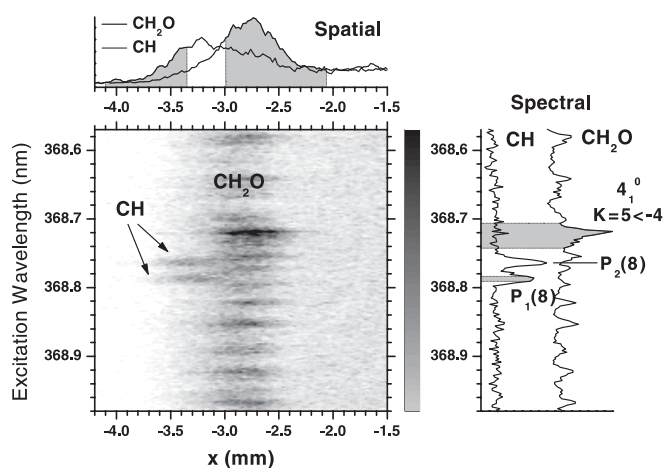 CH₂O
CH
Spatial
-4.0 -3.5 -3.0 -2.5 -2.0 -1.5
Spectral
Excitation Wavelength (nm)
368.6
368.7
368.8
368.9
CH₂O
CH
-4.0 -3.5 -3.0 -2.5 -2.0 -1.5
x (mm)
CH CH₂O
368.6
368.7
368.8
368.9
4₁⁰
K=5<-4
P₂(8)
P₁(8)